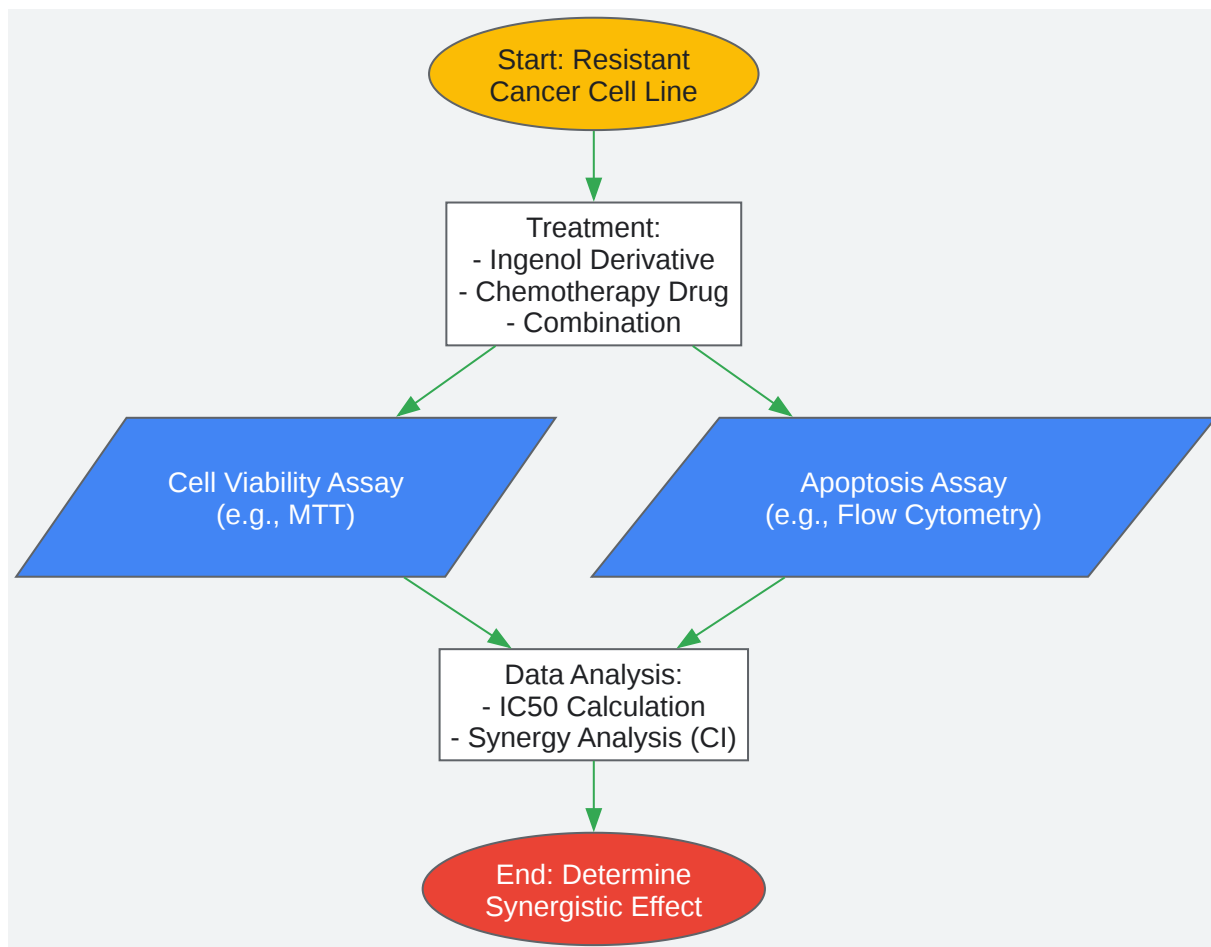 Start: Resistant
Cancer Cell Line
Treatment:
- Ingenol Derivative
- Chemotherapy Drug
- Combination
Cell Viability Assay
(e.g., MTT)
Apoptosis Assay
(e.g., Flow Cytometry)
Data Analysis:
- IC50 Calculation
- Synergy Analysis (CI)
End: Determine
Synergistic Effect